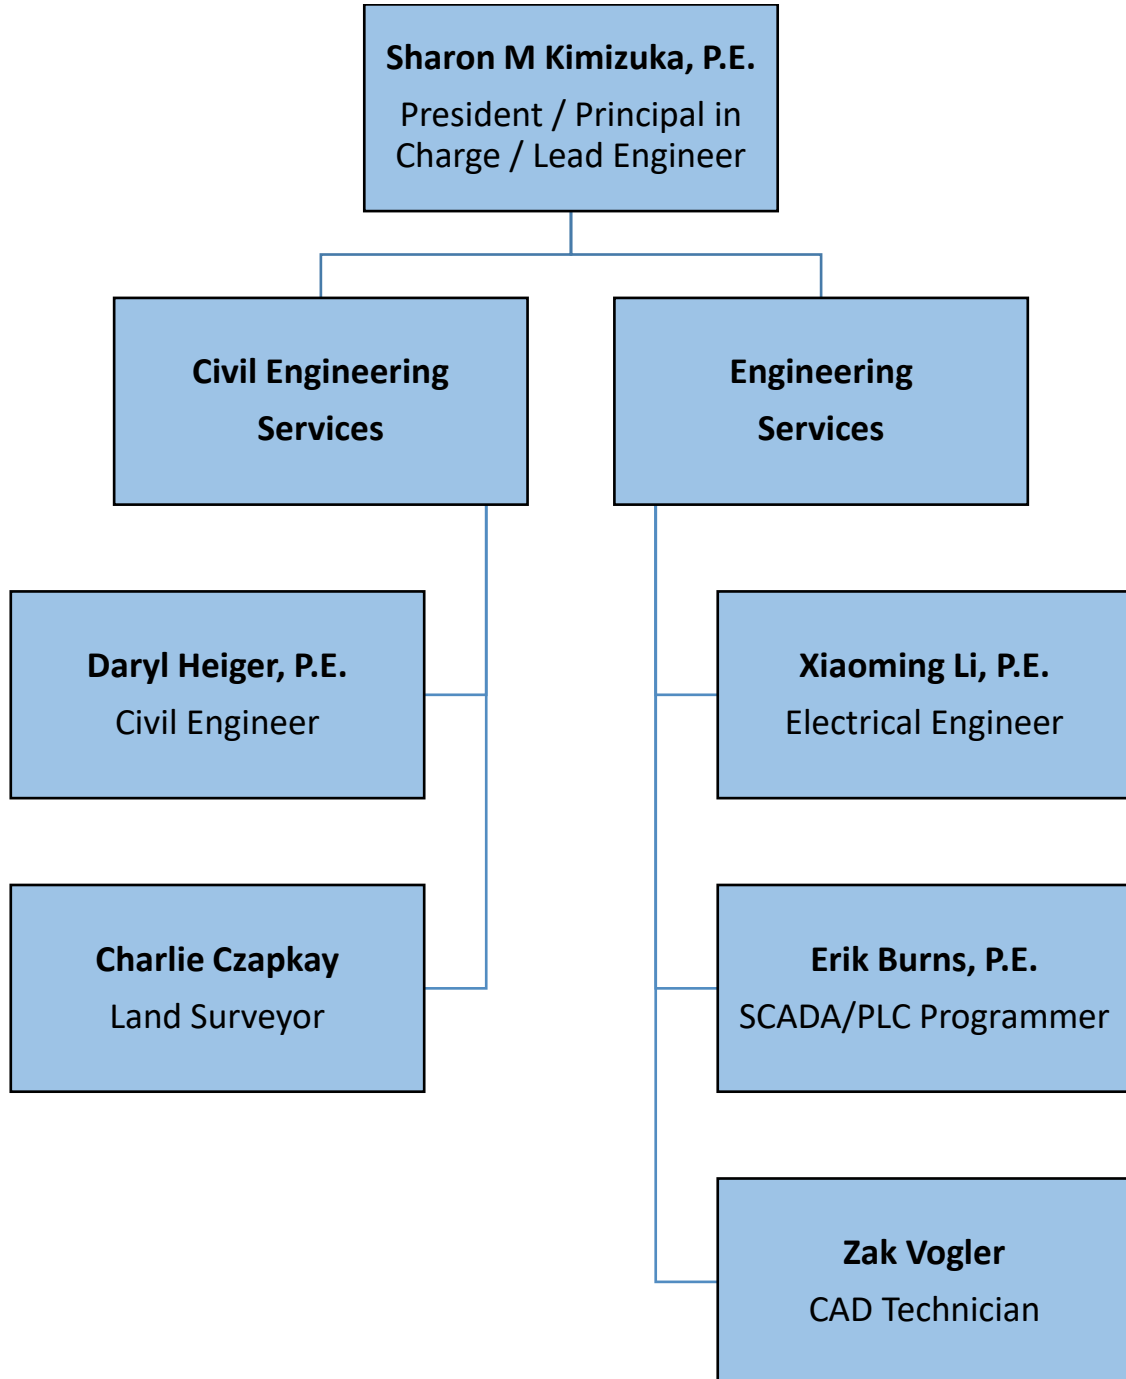 Sharon M Kimizuka, P.E.
President / Principal in
Charge / Lead Engineer
Civil Engineering
Services
Engineering
Services
Daryl Heiger, P.E.
Civil Engineer
Xiaoming Li, P.E.
Electrical Engineer
Charlie Czapkay
Land Surveyor
Erik Burns, P.E.
SCADA/PLC Programmer
Zak Vogler
CAD Technician